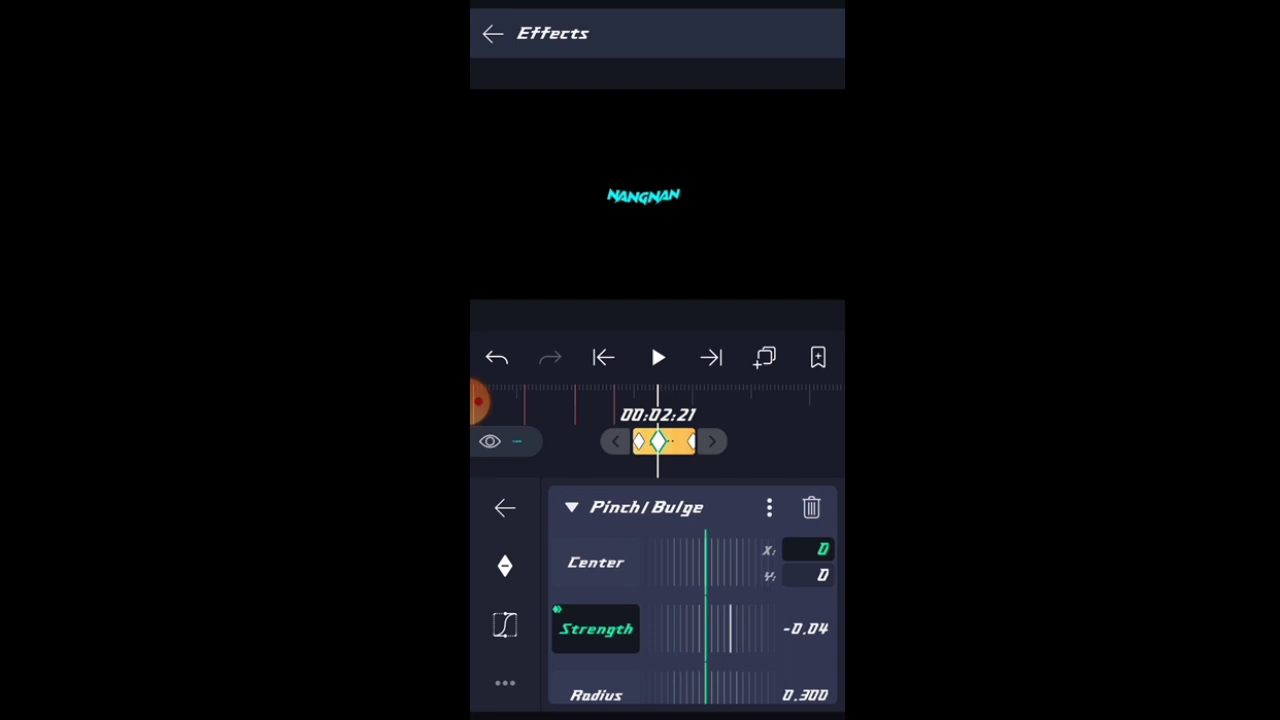 Effects
NANGNAN
00:02:21
Pinch/Bulge
Center
X: 0
Y: 0
Strength
-0.04
Radius
0.300